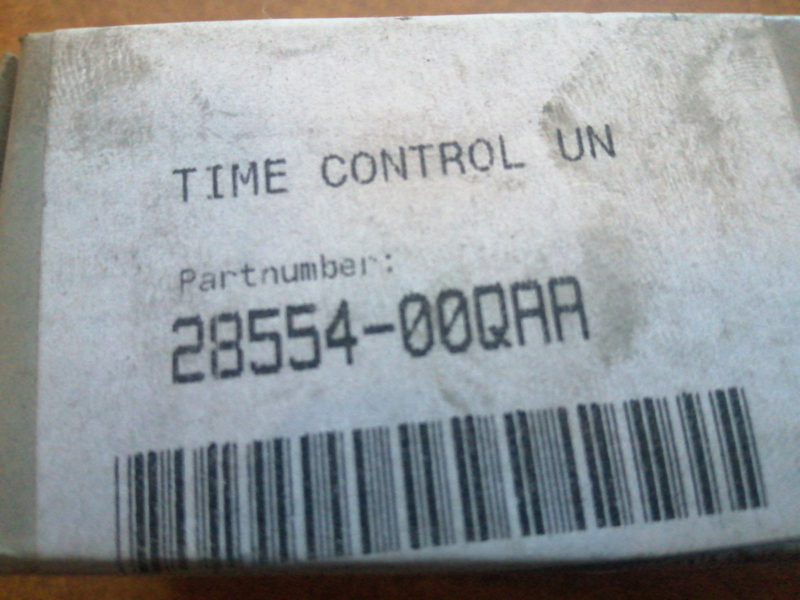 TIME CONTROL UN
Partnumber:
28554-00QAA